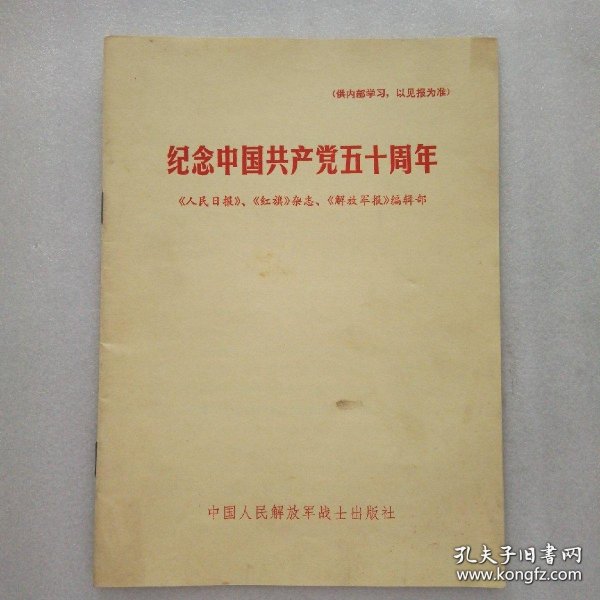 （供内部学习，以见报为准）
纪念中国共产党五十周年
《人民日报》、《红旗》杂志、《解放军报》编辑部
中国人民解放军战士出版社
孔夫子旧书网
www.kongfz.com